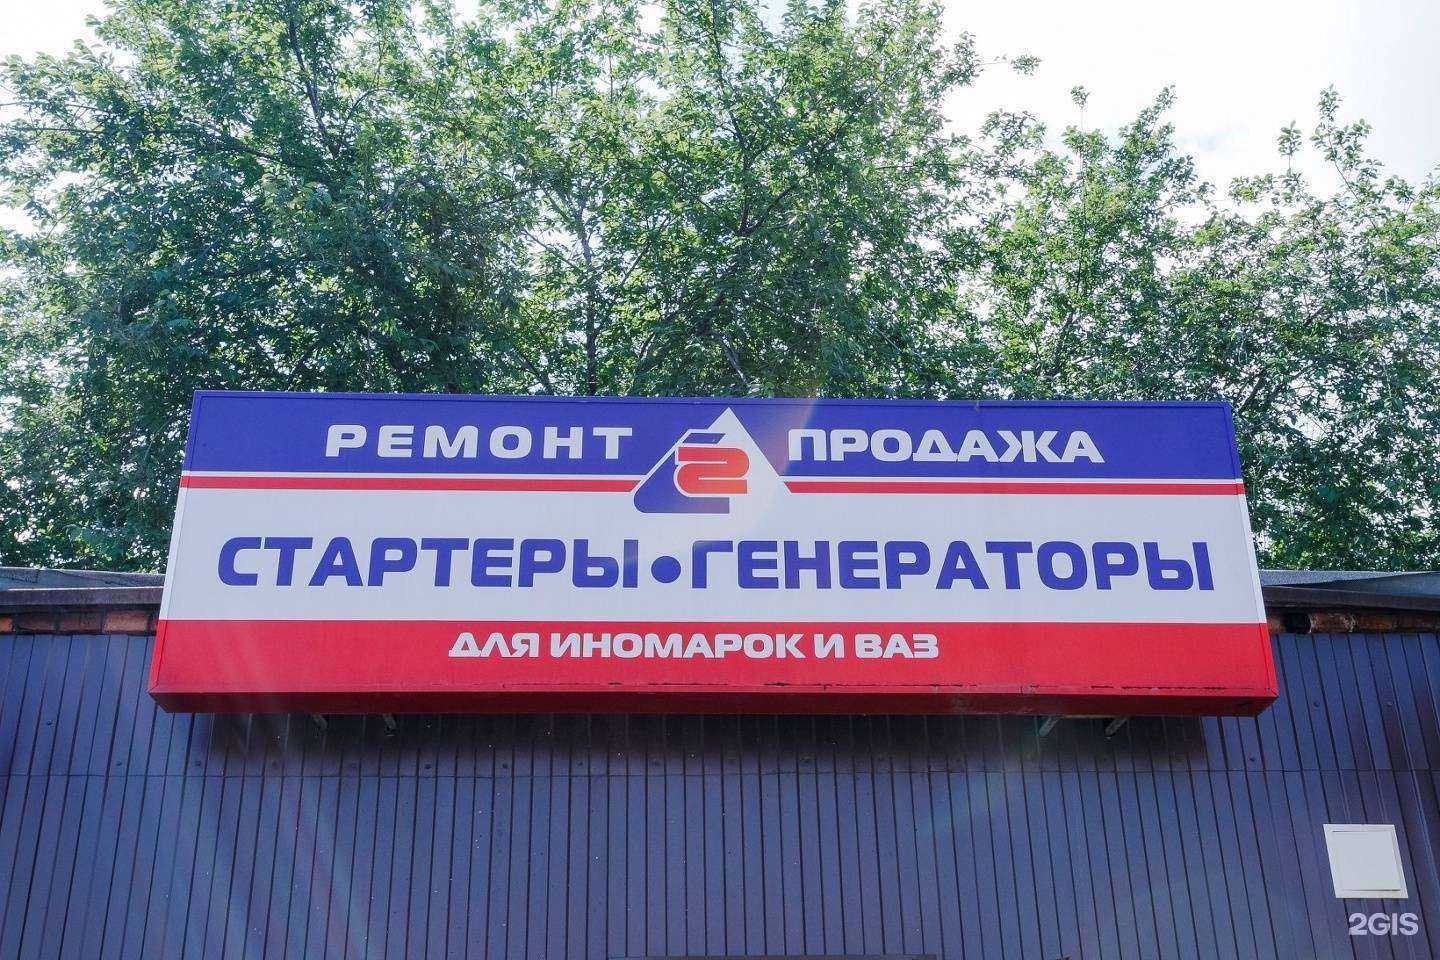 РЕМОНТ ПРОДАЖА
СТАРТЕРЫ•ГЕНЕРАТОРЫ
ДЛЯ ИНОМАРОК И ВАЗ
2GIS